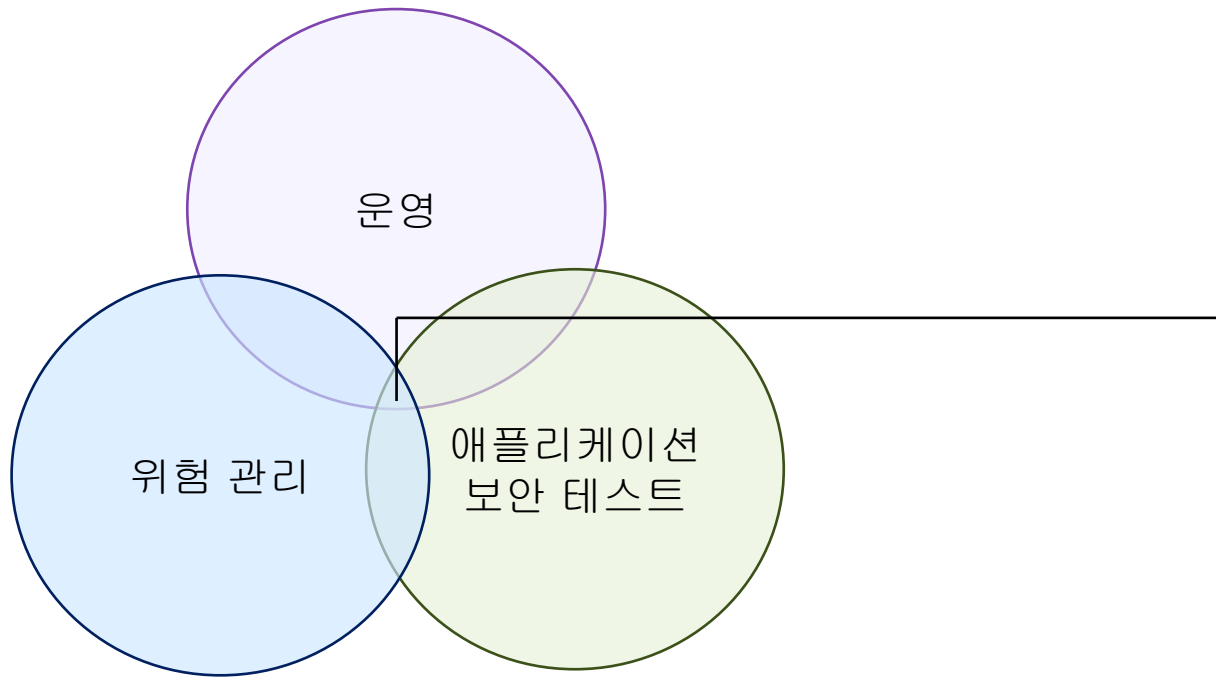 운영
위험 관리
애플리케이션
보안 테스트